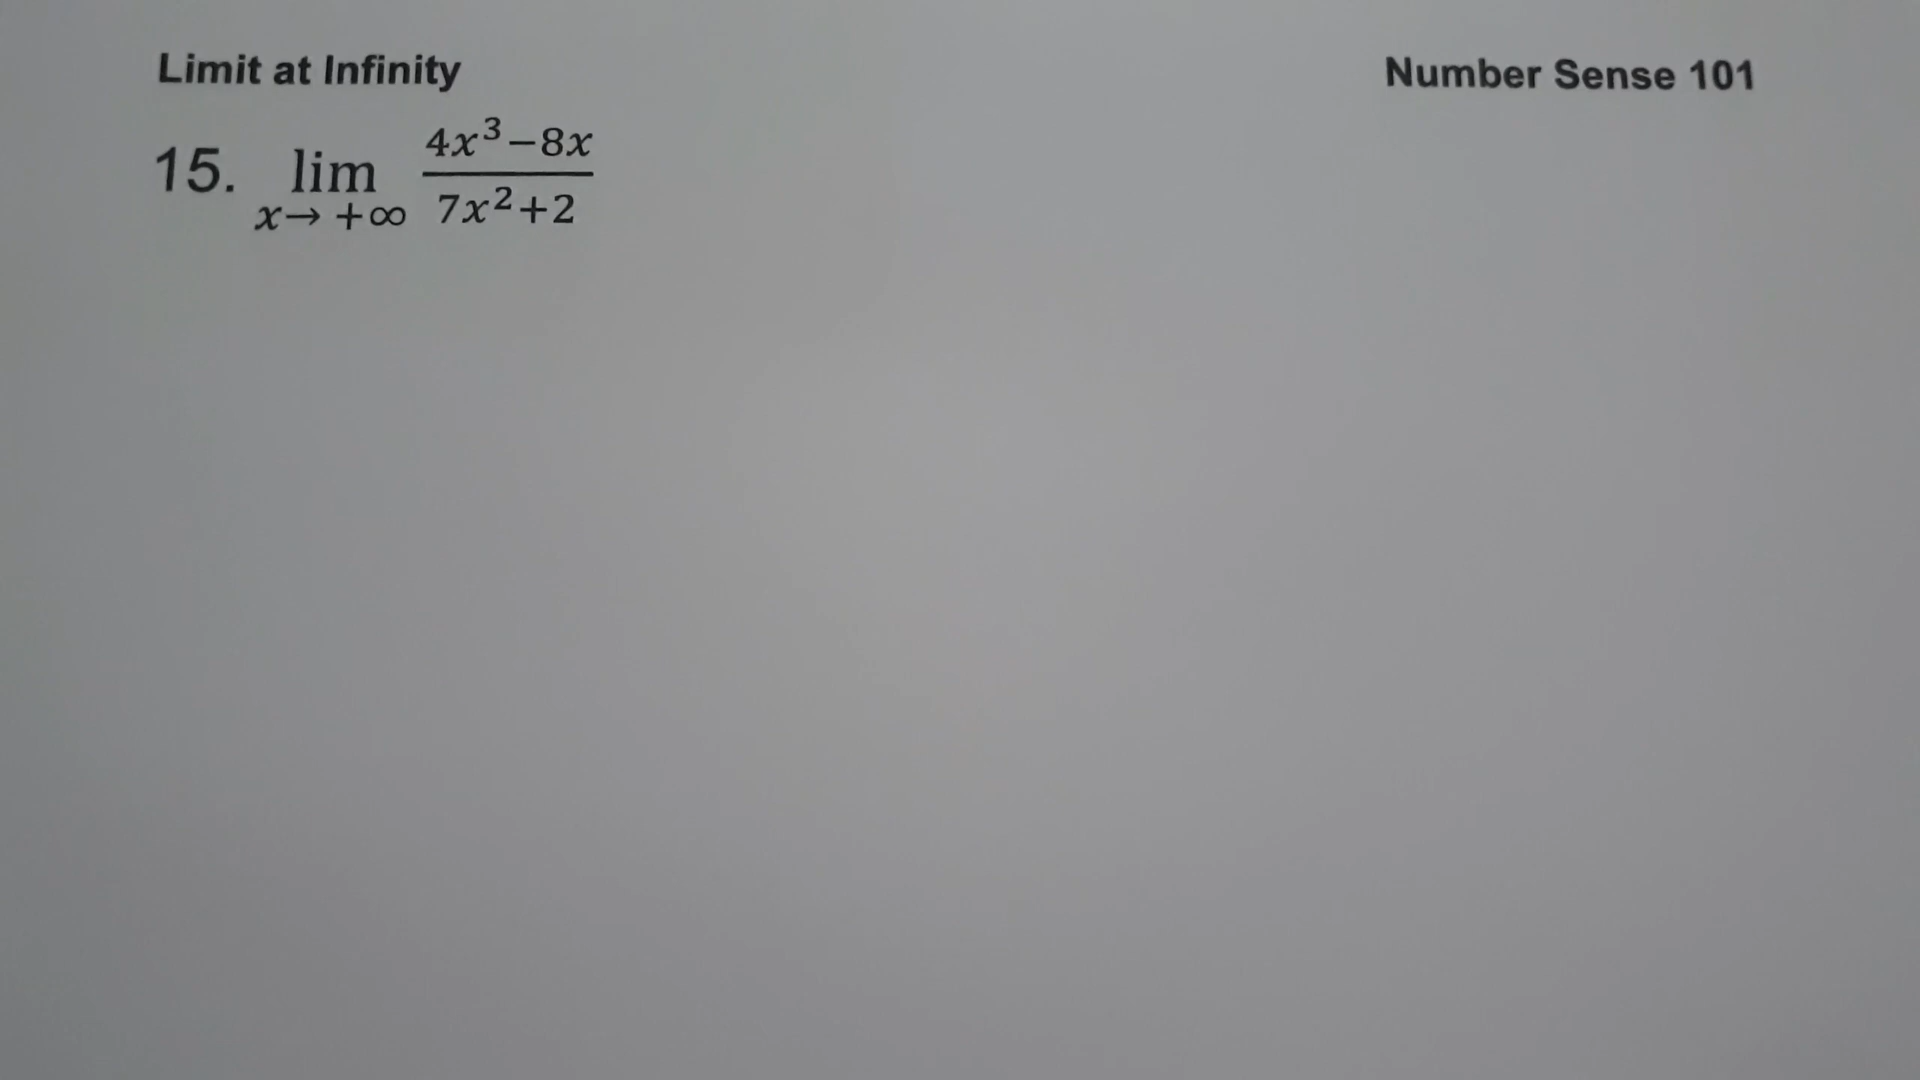 Limit at Infinity
Number Sense 101
15. lim x→ +∞ (4x³−8x)/(7x²+2)